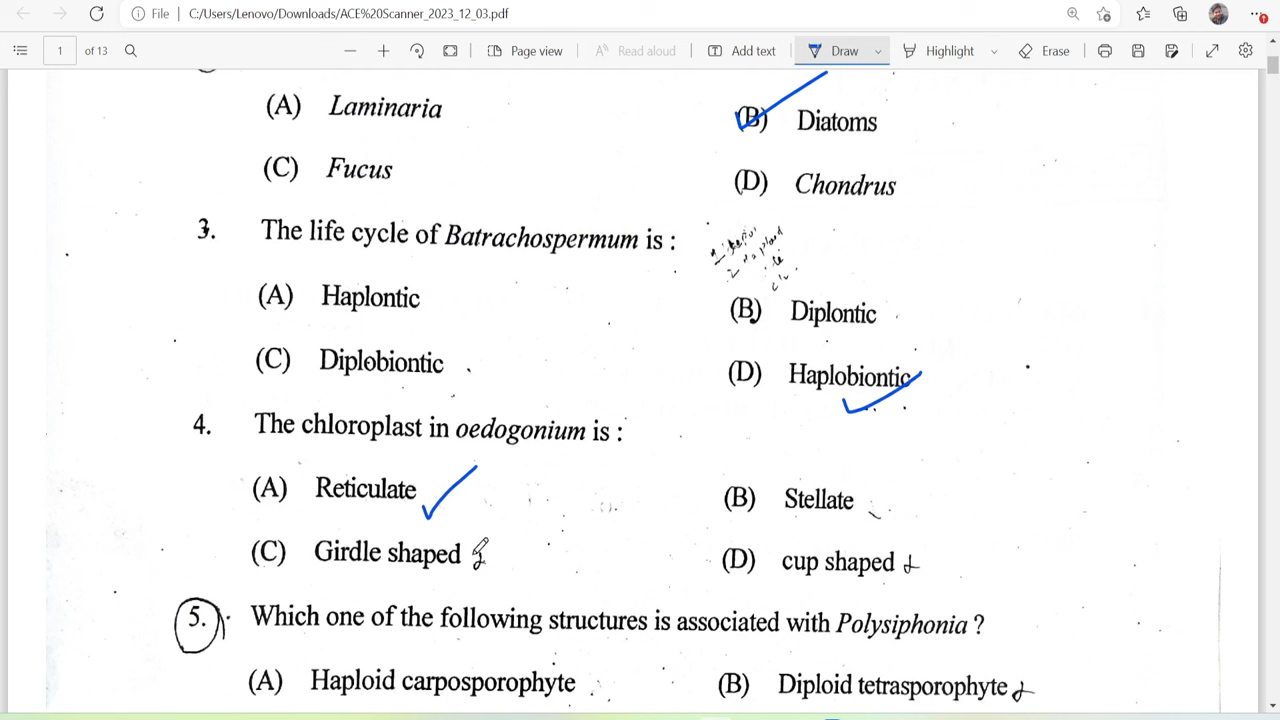 File C:/Users/Lenovo/Downloads/ACE%20Scanner_2023_12_03.pdf
1 of 13 Page view Read aloud Add text Draw Highlight Erase
(A) Laminaria (B) Diatoms
(C) Fucus (D) Chondrus
3. The life cycle of Batrachospermum is :
(A) Haplontic (B) Diplontic
(C) Diplobiontic (D) Haplobiontic
4. The chloroplast in oedogonium is :
(A) Reticulate (B) Stellate
(C) Girdle shaped (D) cup shaped
5. Which one of the following structures is associated with Polysiphonia ?
(A) Haploid carposporophyte (B) Diploid tetrasporophyte